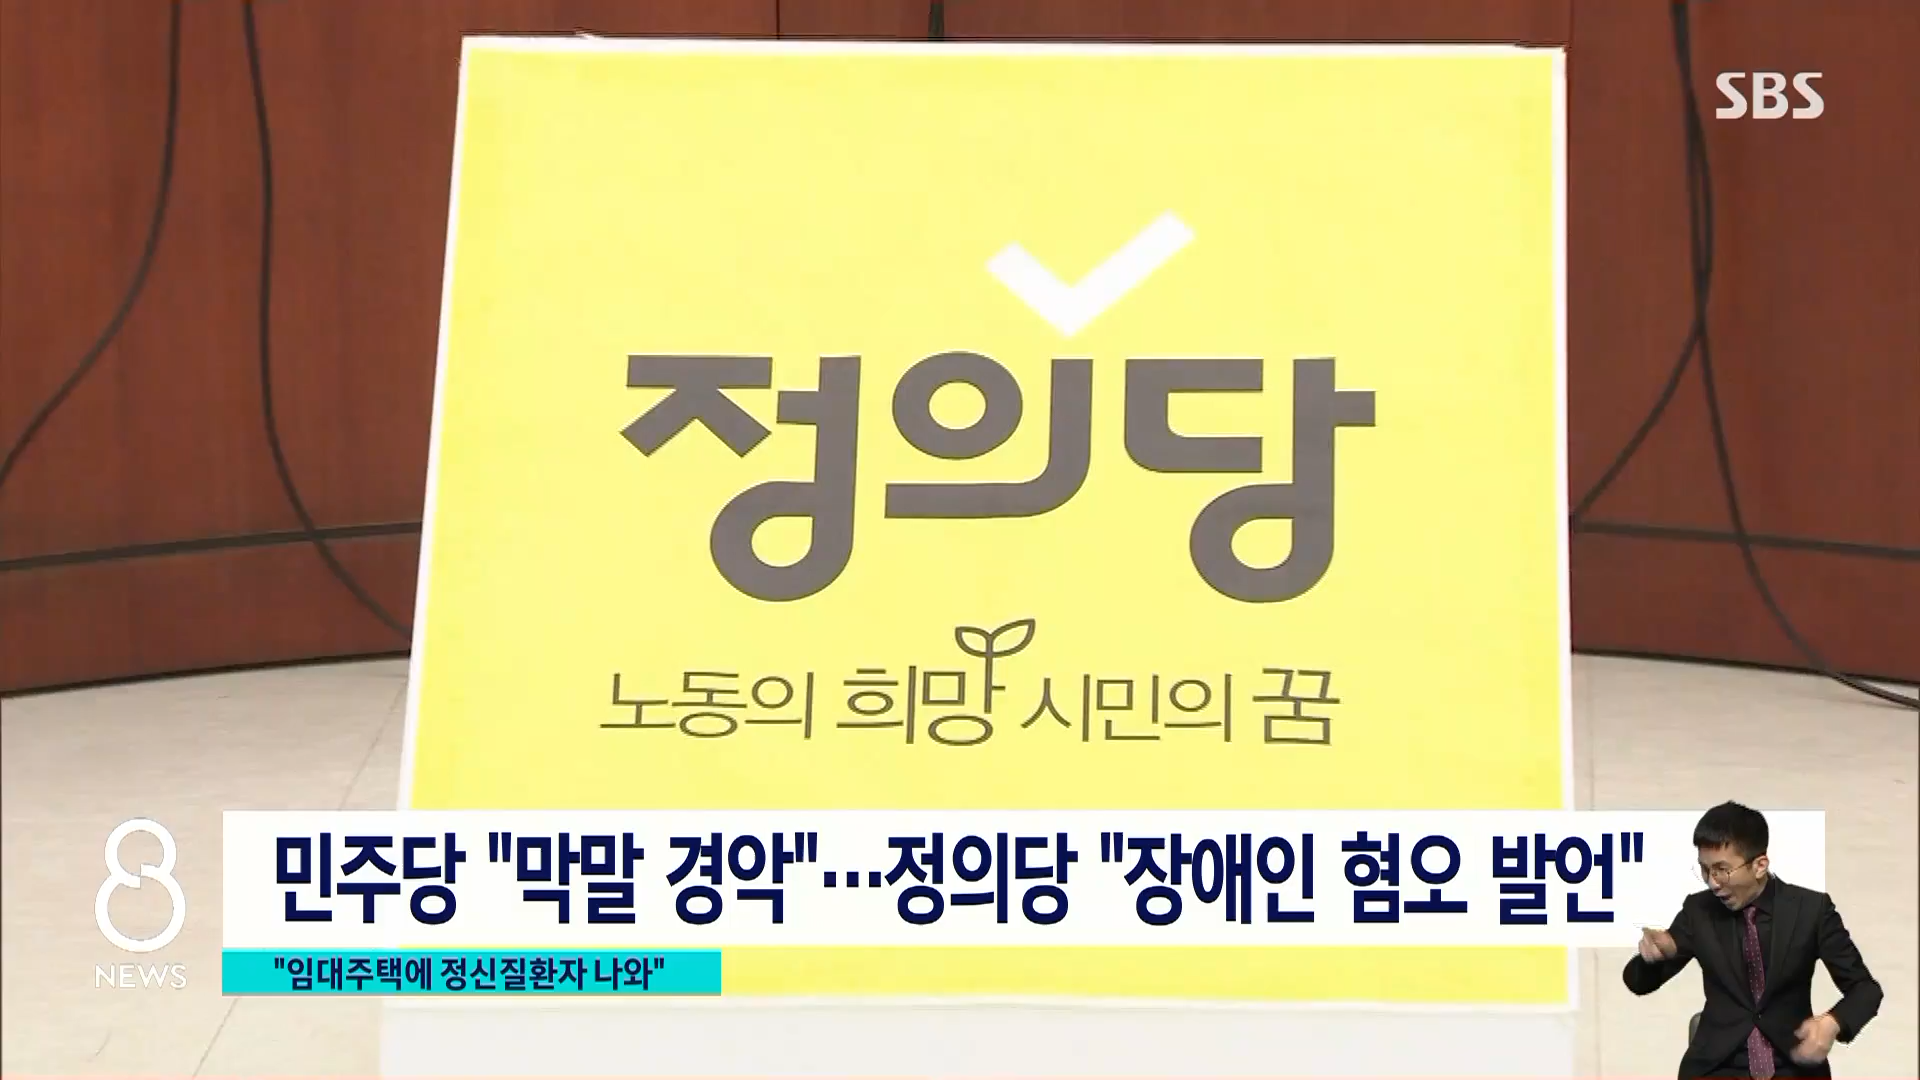 SBS
정의당
노동의 희망 시민의 꿈
민주당 "막말 경악"…정의당 "장애인 혐오 발언"
8 NEWS
"임대주택에 정신질환자 나와"